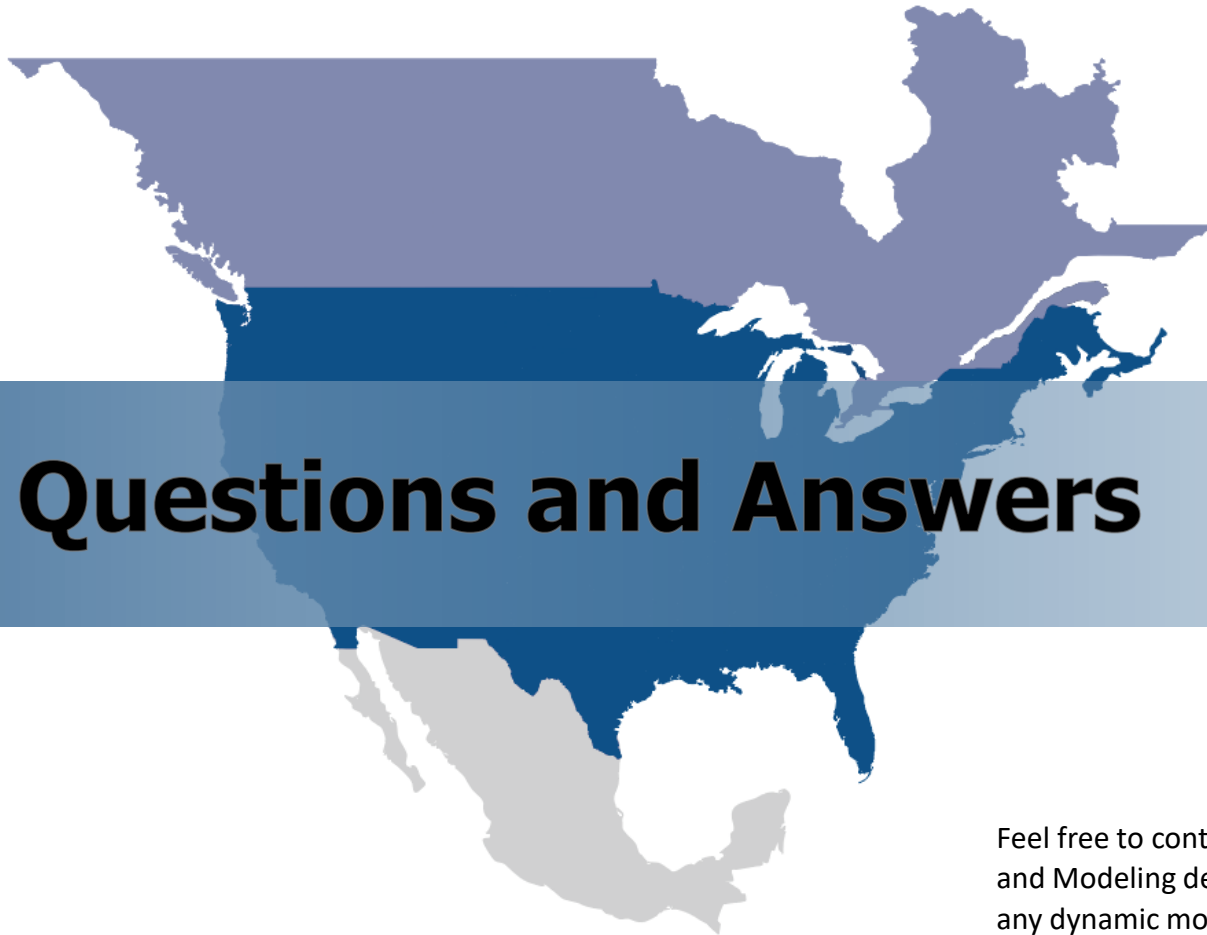 Questions and Answers
Feel free to cont
and Modeling de
any dynamic mo